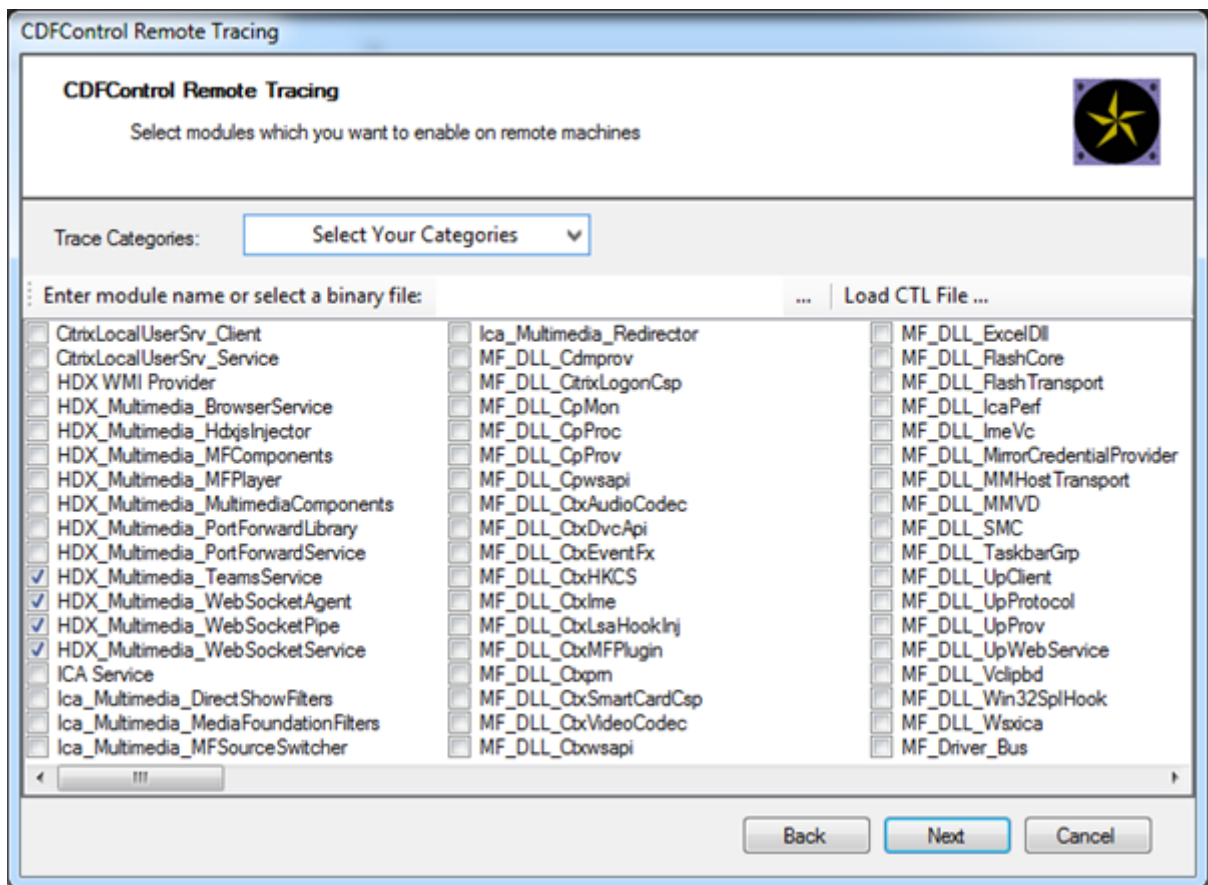 CDFControl Remote Tracing
CDFControl Remote Tracing
Select modules which you want to enable on remote machines
Trace Categories:
Select Your Categories
Enter module name or select a binary file:
...
Load CTL File ...
CitrixLocalUserSrv_Client
CitrixLocalUserSrv_Service
HDX WMI Provider
HDX_Multimedia_BrowserService
HDX_Multimedia_HdxjsInjector
HDX_Multimedia_MFComponents
HDX_Multimedia_MFPlayer
HDX_Multimedia_MultimediaComponents
HDX_Multimedia_PortForwardLibrary
HDX_Multimedia_PortForwardService
HDX_Multimedia_TeamsService
HDX_Multimedia_WebSocketAgent
HDX_Multimedia_WebSocketPipe
HDX_Multimedia_WebSocketService
ICA Service
Ica_Multimedia_DirectShowFilters
Ica_Multimedia_MediaFoundationFilters
Ica_Multimedia_MFSourceSwitcher
Ica_Multimedia_Redirector
MF_DLL_Cdmprov
MF_DLL_CitrixLogonCsp
MF_DLL_CpMon
MF_DLL_CpProc
MF_DLL_CpProv
MF_DLL_Cpwsapi
MF_DLL_CtxAudioCodec
MF_DLL_CtxDvcApi
MF_DLL_CtxEventFx
MF_DLL_CtxHKCS
MF_DLL_CtxIme
MF_DLL_CtxLsaHookInj
MF_DLL_CtxMFPlugin
MF_DLL_Ctxprn
MF_DLL_CtxSmartCardCsp
MF_DLL_CtxVideoCodec
MF_DLL_Ctxwsapi
MF_DLL_ExcelDll
MF_DLL_FlashCore
MF_DLL_FlashTransport
MF_DLL_IcaPerf
MF_DLL_ImeVc
MF_DLL_MirrorCredentialProvider
MF_DLL_MMHostTransport
MF_DLL_MMVD
MF_DLL_SMC
MF_DLL_TaskbarGrp
MF_DLL_UpClient
MF_DLL_UpProtocol
MF_DLL_UpProv
MF_DLL_UpWebService
MF_DLL_Vclipbd
MF_DLL_Win32SplHook
MF_DLL_Wsxica
MF_Driver_Bus
Back
Next
Cancel